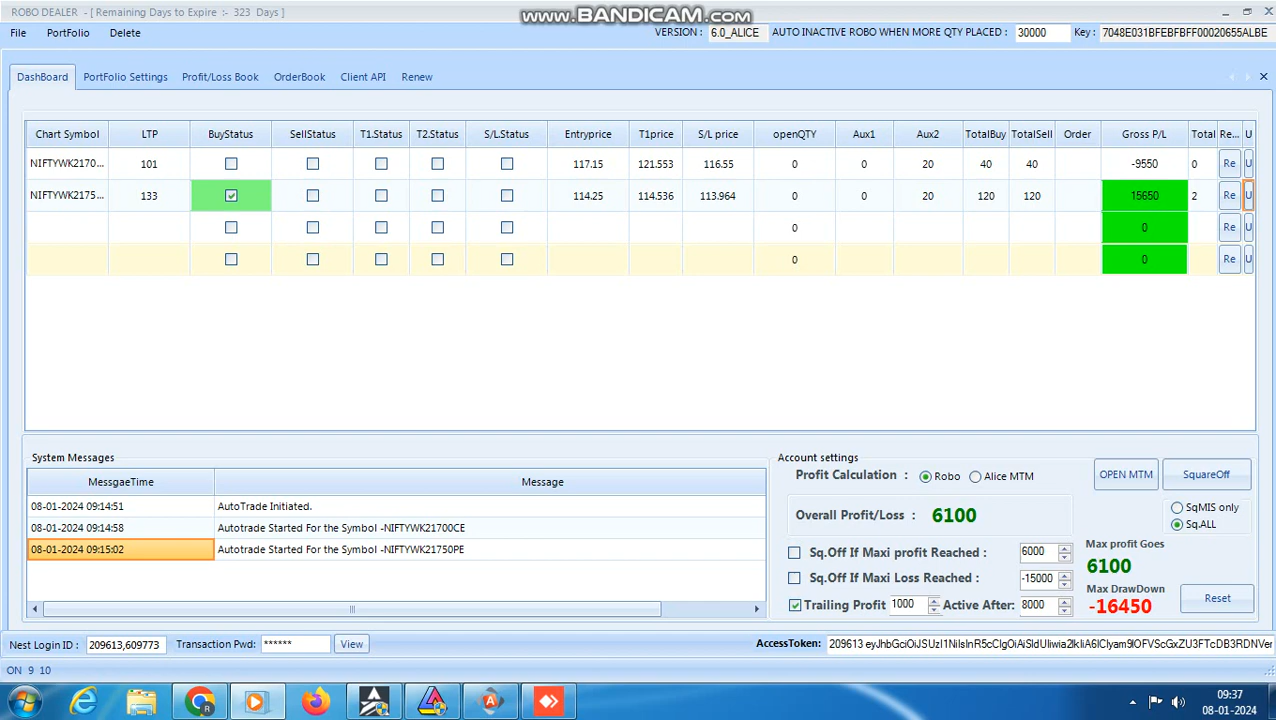 ROBO DEALER - [ Remaining Days to Expire :- 323 Days ]
www.BANDICAM.com
File PortFolio Delete VERSION : 6.0_ALICE AUTO INACTIVE ROBO WHEN MORE QTY PLACED : 30000 Key : 7048E031BFEBFBFF00020655ALBE
DashBoard PortFolio Settings Profit/Loss Book OrderBook Client API Renew
Chart Symbol LTP BuyStatus SellStatus T1.Status T2.Status S/L.Status Entryprice T1price S/L price openQTY Aux1 Aux2 TotalBuy TotalSell Order Gross P/L Total Re... U
NIFTYWK2170... 101 117.15 121.553 116.55 0 0 20 40 40 -9550 0 Re U
NIFTYWK2175... 133 114.25 114.536 113.964 0 0 20 120 120 15650 2 Re U
0 0 Re U
0 0 Re U
System Messages
MessgaeTime Message
08-01-2024 09:14:51 AutoTrade Initiated.
08-01-2024 09:14:58 Autotrade Started For the Symbol -NIFTYWK21700CE
08-01-2024 09:15:02 Autotrade Started For the Symbol -NIFTYWK21750PE
Account settings
Profit Calculation : Robo Alice MTM OPEN MTM SquareOff
Overall Profit/Loss : 6100 SqMIS only
Sq.ALL
Sq.Off If Maxi profit Reached : 6000 Max profit Goes
6100
Sq.Off If Maxi Loss Reached : -15000 Max DrawDown
Trailing Profit 1000 Active After: 8000 -16450 Reset
Nest Login ID : 209613,609773 Transaction Pwd: ****** View AccessToken:
ON 9 10
09:37
08-01-2024